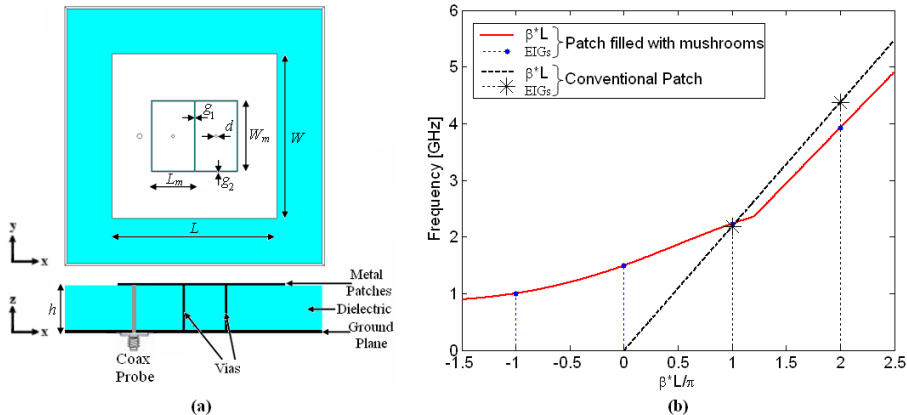 g₁
d
Wₘ
W
Lₘ
g₂
L
y
x
z
x
h
Metal
Patches
Dielectric
Ground
Plane
Coax
Probe
Vias
(a)
6
5
4
3
2
1
0
Frequency [GHz]
β*L
EIGs
Patch filled with mushrooms
β*L
EIGs
Conventional Patch
-1.5 -1 -0.5 0 0.5 1 1.5 2 2.5
β*L/π
(b)